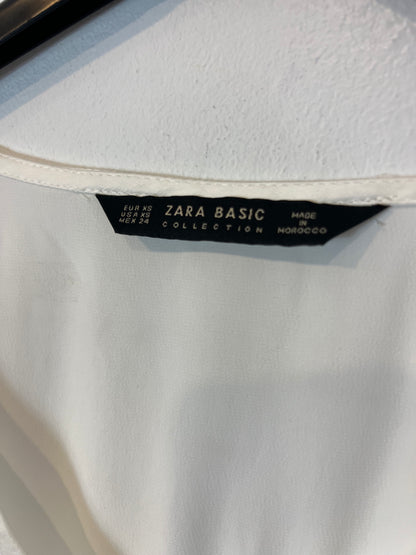 EUR XS
USA XS
MEX 24
ZARA BASIC
COLLECTION
MADE
IN
MOROCCO